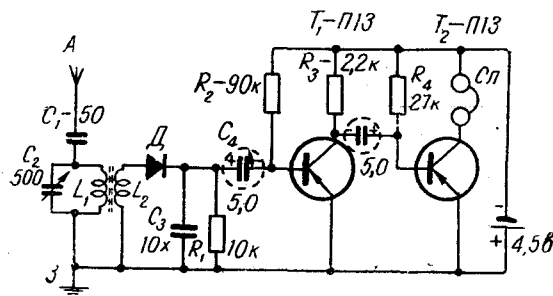 T₁-П13
T₂-П13
A
C₁-50
C₂
500
L₁
L₂
Д
C₃
10х
R₁
10к
C₄
5,0
R₂-90к
R₃-
2,2к
5,0
R₄
27к
Сл
-
+
4,5в
З